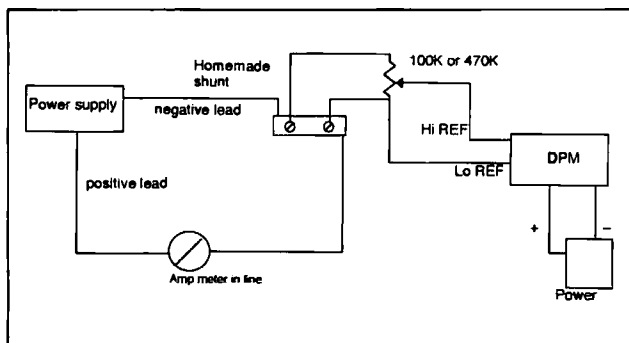 100K or 470K
Homemade
shunt
Power supply
negative lead
Hi REF
DPM
Lo REF
positive lead
+
−
Amp meter in line
Power